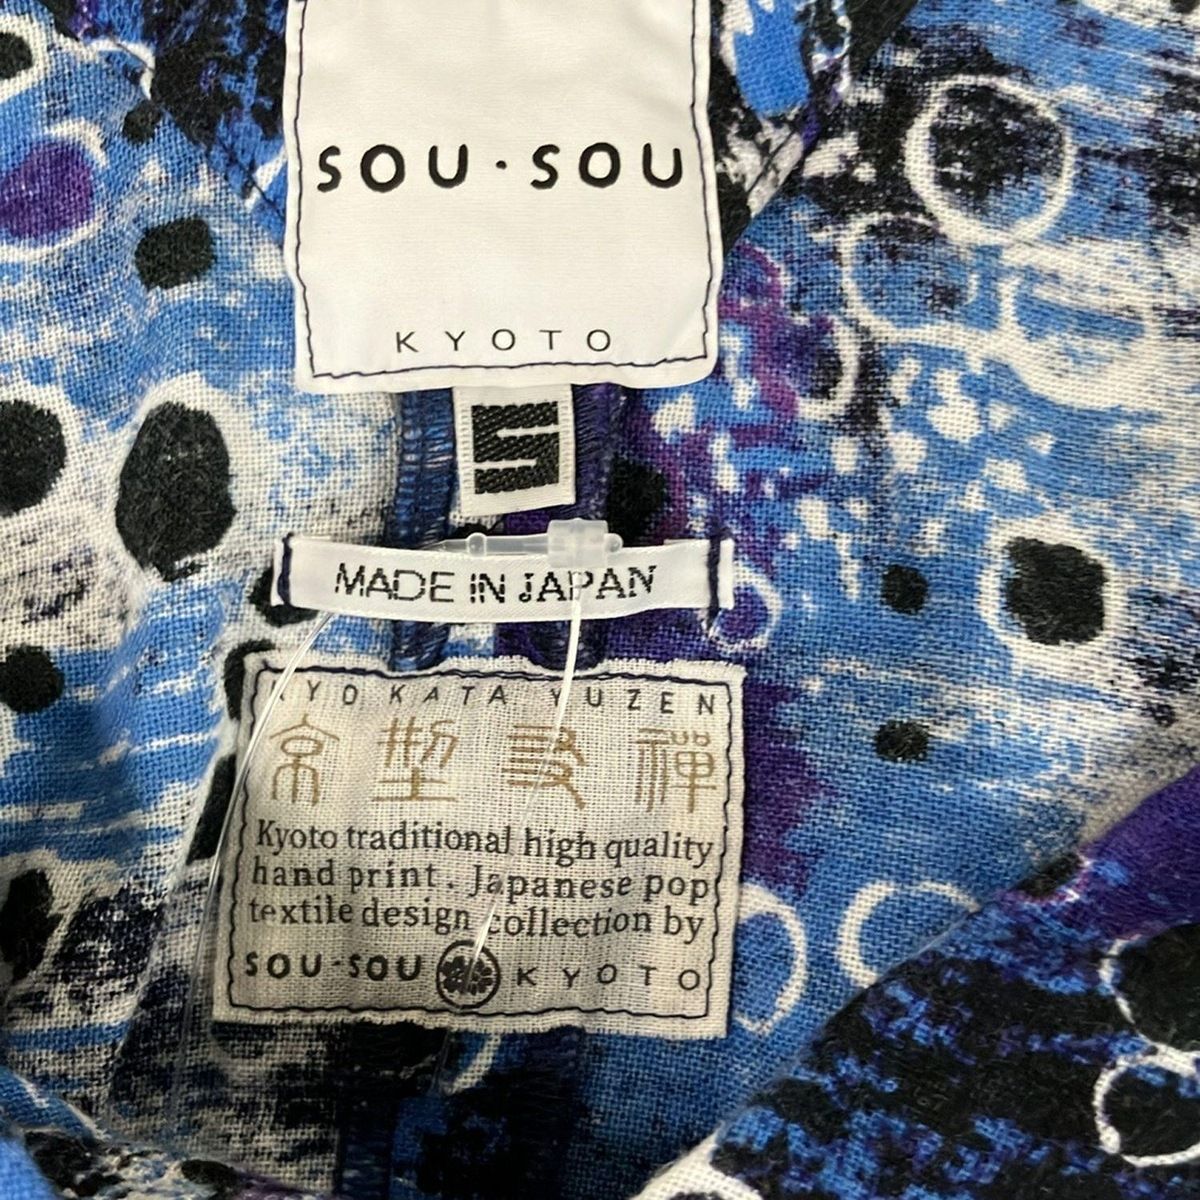 SOU・SOU
KYOTO
S
MADE IN JAPAN
KYO KATA YUZEN
京型友禅
Kyoto traditional high quality
hand print. Japanese pop
textile design collection by
SOU・SOU KYOTO